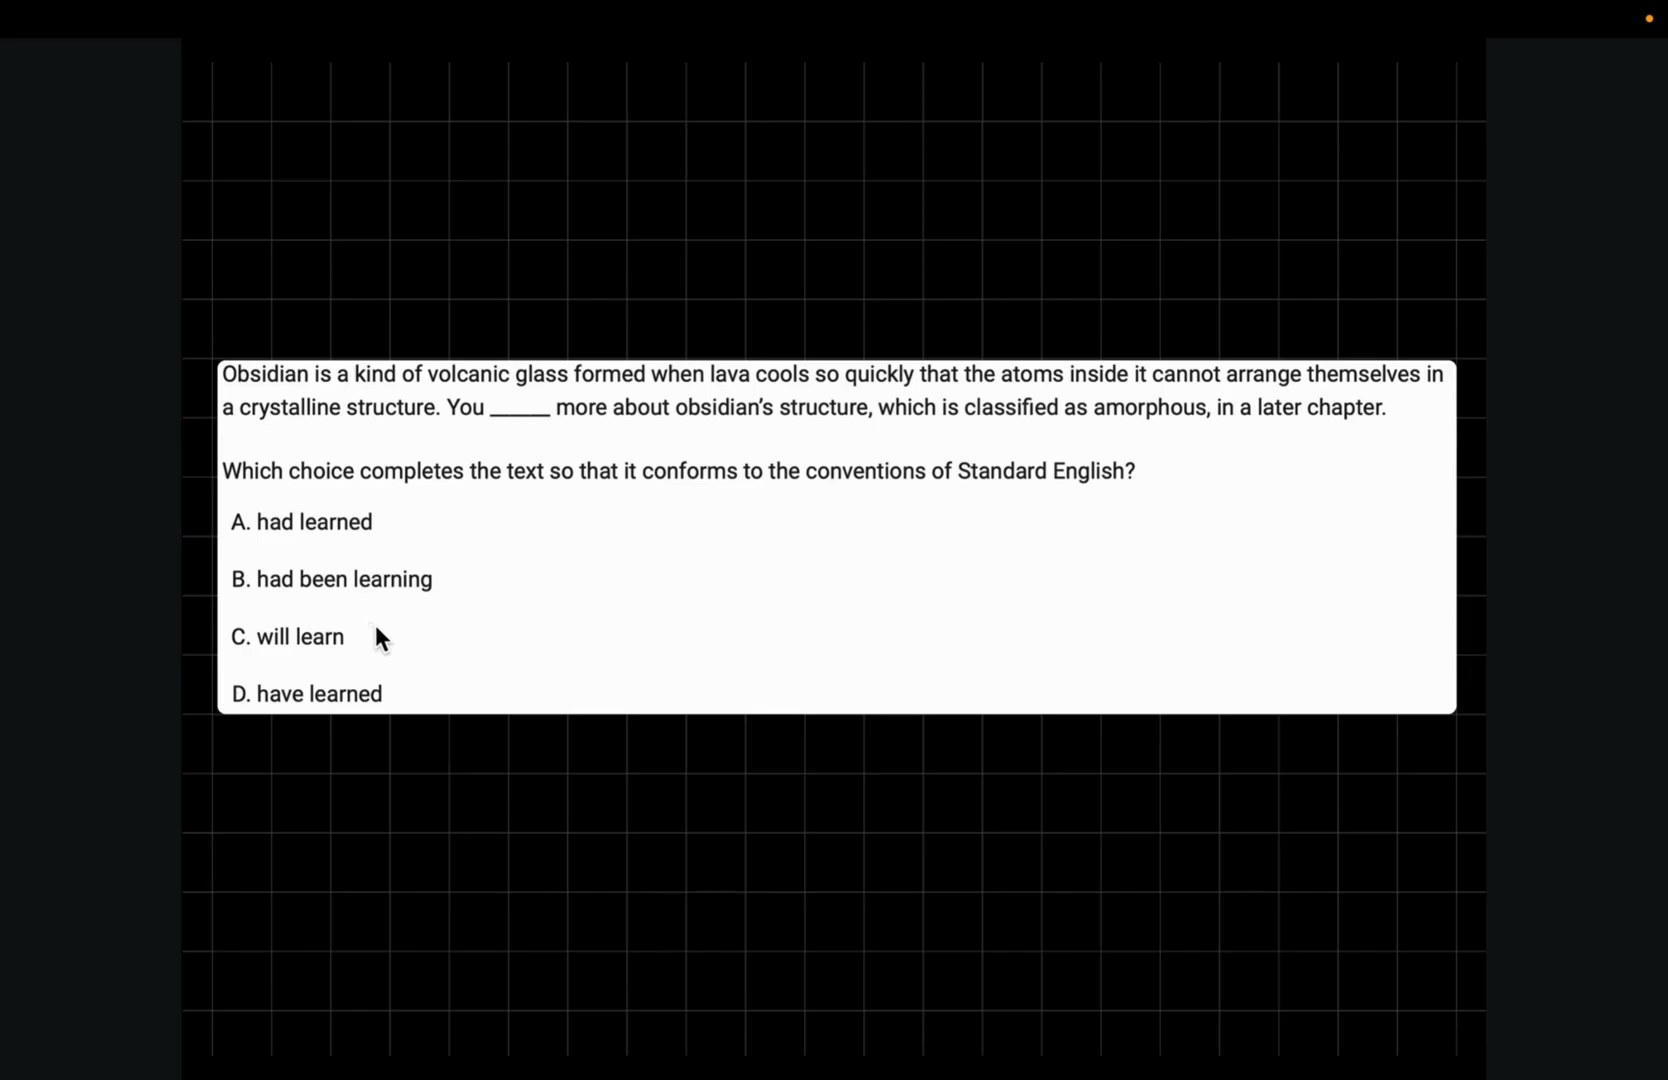 Obsidian is a kind of volcanic glass formed when lava cools so quickly that the atoms inside it cannot arrange themselves in
a crystalline structure. You ______ more about obsidian’s structure, which is classified as amorphous, in a later chapter.
Which choice completes the text so that it conforms to the conventions of Standard English?
A. had learned
B. had been learning
C. will learn
D. have learned